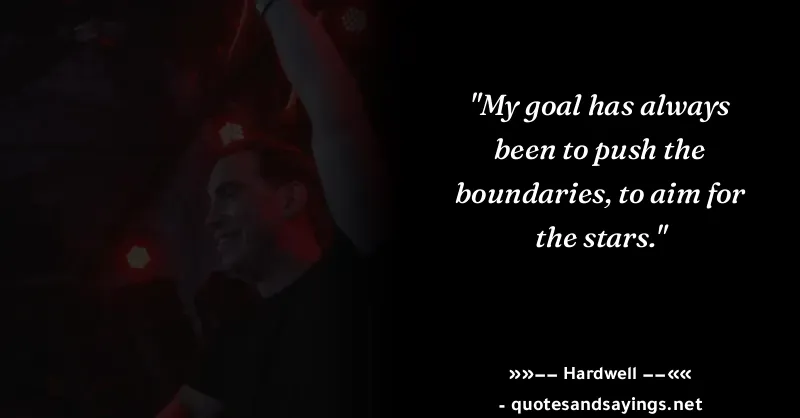 "My goal has always
been to push the
boundaries, to aim for
the stars."
»»−− Hardwell −−««
- quotesandsayings.net